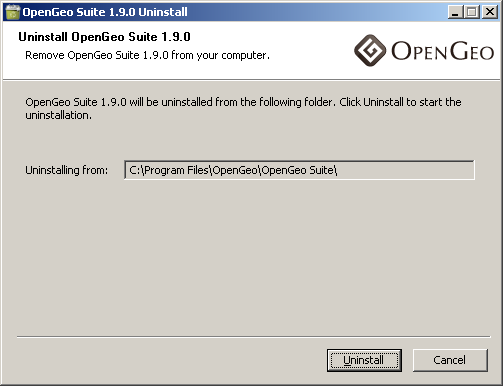 OpenGeo Suite 1.9.0 Uninstall
Uninstall OpenGeo Suite 1.9.0
Remove OpenGeo Suite 1.9.0 from your computer.
OPENGEO
OpenGeo Suite 1.9.0 will be uninstalled from the following folder. Click Uninstall to start the
uninstallation.
Uninstalling from: C:\Program Files\OpenGeo\OpenGeo Suite\
Uninstall Cancel